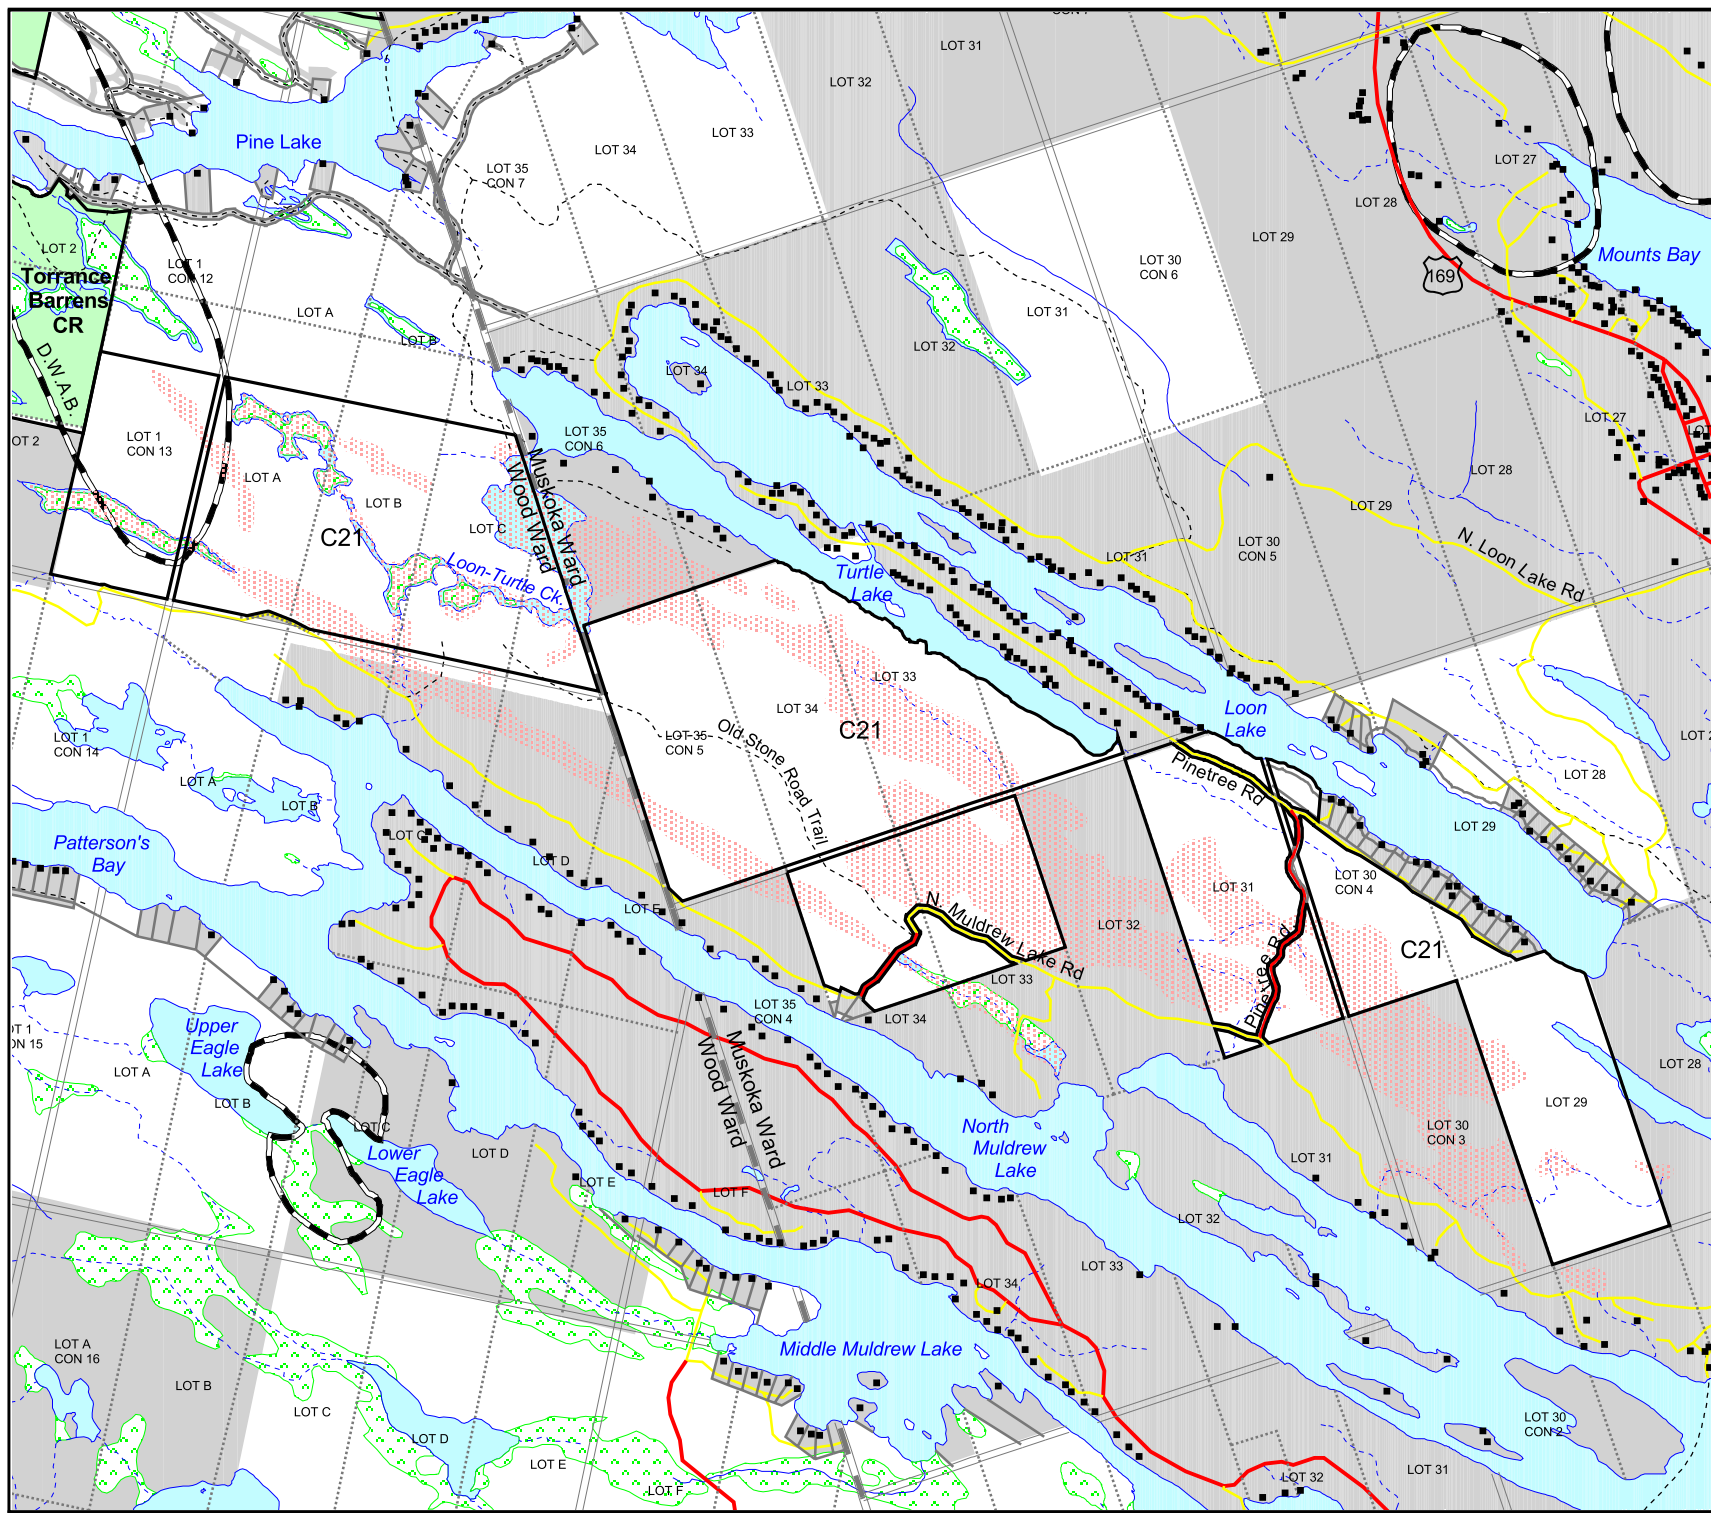 LOT 31
LOT 32
LOT 33
LOT 34
LOT 35
CON 7
Pine Lake
LOT 27
LOT 28
LOT 29
LOT 30
CON 6
LOT 31
LOT 32
Mounts Bay
169
LOT 2
LOT 1
CON 12
Torrance
Barrens
CR
D.W.A.B.
LOT A
LOT B
LOT 34
LOT 33
LOT 35
CON 6
LOT 27
LOT 28
LOT 29
LOT 30
CON 5
LOT 31
N. Loon Lake Rd
OT 2
LOT 1
CON 13
LOT A
LOT B
LOT C
C21
Muskoka Ward
Wood Ward
Loon-Turtle Ck.
Turtle
Lake
LOT 33
LOT 34
LOT 35
CON 5
C21
Old Stone Road Trail
Loon
Lake
Pinetree Rd
LOT 28
LOT 29
LOT 30
CON 4
C21
LOT 31
LOT 32
Pinetree Rd
N. Muldrew Lake Rd
LOT 33
LOT 34
LOT 35
CON 4
LOT 1
CON 14
LOT A
LOT B
LOT C
LOT D
LOT E
Patterson's
Bay
Upper
Eagle
Lake
OT 1
ON 15
LOT A
LOT B
LOT C
LOT D
LOT E
LOT F
Lower
Eagle
Lake
Muskoka Ward
Wood Ward
North
Muldrew
Lake
LOT 28
LOT 29
LOT 30
CON 3
LOT 31
LOT 32
LOT 33
LOT 34
Middle Muldrew Lake
LOT A
CON 16
LOT B
LOT C
LOT D
LOT E
LOT F
LOT 30
CON 2
LOT 31
LOT 32